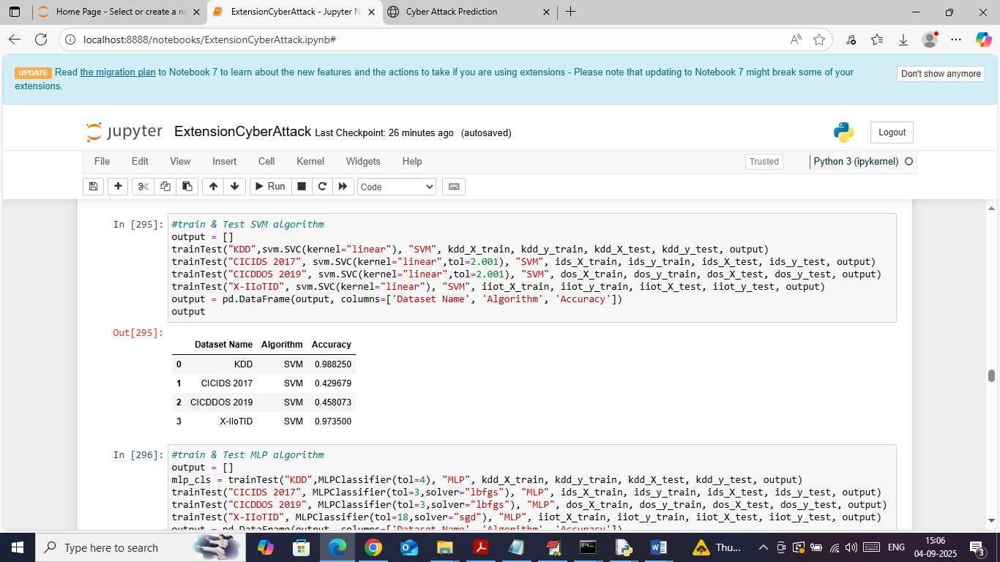 Home Page - Select or create a no
ExtensionCyberAttack - Jupyter N
Cyber Attack Prediction
localhost:8888/notebooks/ExtensionCyberAttack.ipynb#
UPDATE Read the migration plan to Notebook 7 to learn about the new features and the actions to take if you are using extensions - Please note that updating to Notebook 7 might break some of your
extensions.
Don't show anymore
jupyter ExtensionCyberAttack Last Checkpoint: 26 minutes ago (autosaved)
Logout
File Edit View Insert Cell Kernel Widgets Help
Trusted
Python 3 (ipykernel)
Run
Code
In [295]: #train & Test SVM algorithm
output = []
trainTest("KDD",svm.SVC(kernel="linear"), "SVM", kdd_X_train, kdd_y_train, kdd_X_test, kdd_y_test, output)
trainTest("CICIDS 2017", svm.SVC(kernel="linear",tol=2.001), "SVM", ids_X_train, ids_y_train, ids_X_test, ids_y_test, output)
trainTest("CICDDOS 2019", svm.SVC(kernel="linear",tol=2.001), "SVM", dos_X_train, dos_y_train, dos_X_test, dos_y_test, output)
trainTest("X-IIoTID", svm.SVC(kernel="linear"), "SVM", iiot_X_train, iiot_y_train, iiot_X_test, iiot_y_test, output)
output = pd.DataFrame(output, columns=['Dataset Name', 'Algorithm', 'Accuracy'])
output
Out[295]:
Dataset Name Algorithm Accuracy
0 KDD SVM 0.988250
1 CICIDS 2017 SVM 0.429679
2 CICDDOS 2019 SVM 0.458073
3 X-IIoTID SVM 0.973500
In [296]: #train & Test MLP algorithm
output = []
mlp_cls = trainTest("KDD",MLPClassifier(tol=4), "MLP", kdd_X_train, kdd_y_train, kdd_X_test, kdd_y_test, output)
trainTest("CICIDS 2017", MLPClassifier(tol=3,solver="lbfgs"), "MLP", ids_X_train, ids_y_train, ids_X_test, ids_y_test, output)
trainTest("CICDDOS 2019", MLPClassifier(tol=3,solver="lbfgs"), "MLP", dos_X_train, dos_y_train, dos_X_test, dos_y_test, output)
trainTest("X-IIoTID", MLPClassifier(tol=18,solver="sgd"), "MLP", iiot_X_train, iiot_y_train, iiot_X_test, iiot_y_test, output)
output = pd.DataFrame(output, columns=['Dataset Name', 'Algorithm', 'Accuracy'])
Type here to search
Thu...
ENG
15:06
04-09-2025
3